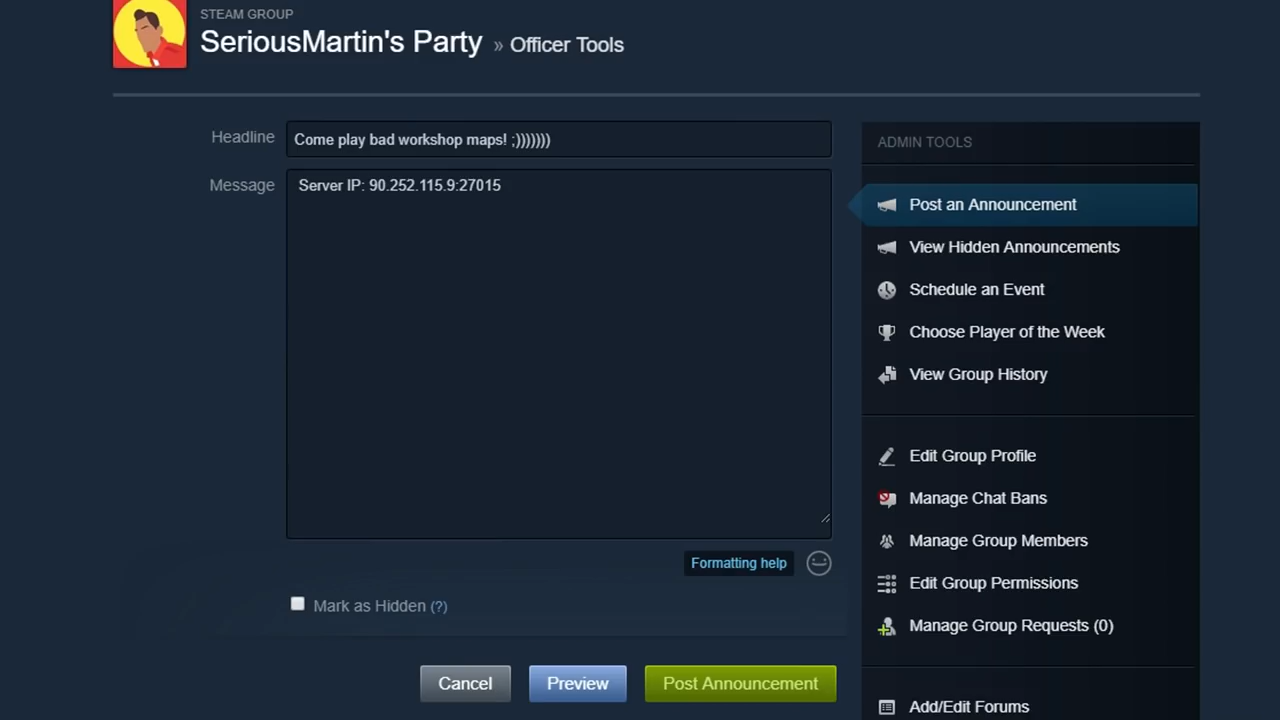 STEAM GROUP
SeriousMartin's Party » Officer Tools
Headline
Come play bad workshop maps! ;)))))))
Message
Server IP: 90.252.115.9:27015
Formatting help
Mark as Hidden (?)
Cancel
Preview
Post Announcement
ADMIN TOOLS
Post an Announcement
View Hidden Announcements
Schedule an Event
Choose Player of the Week
View Group History
Edit Group Profile
Manage Chat Bans
Manage Group Members
Edit Group Permissions
Manage Group Requests (0)
Add/Edit Forums